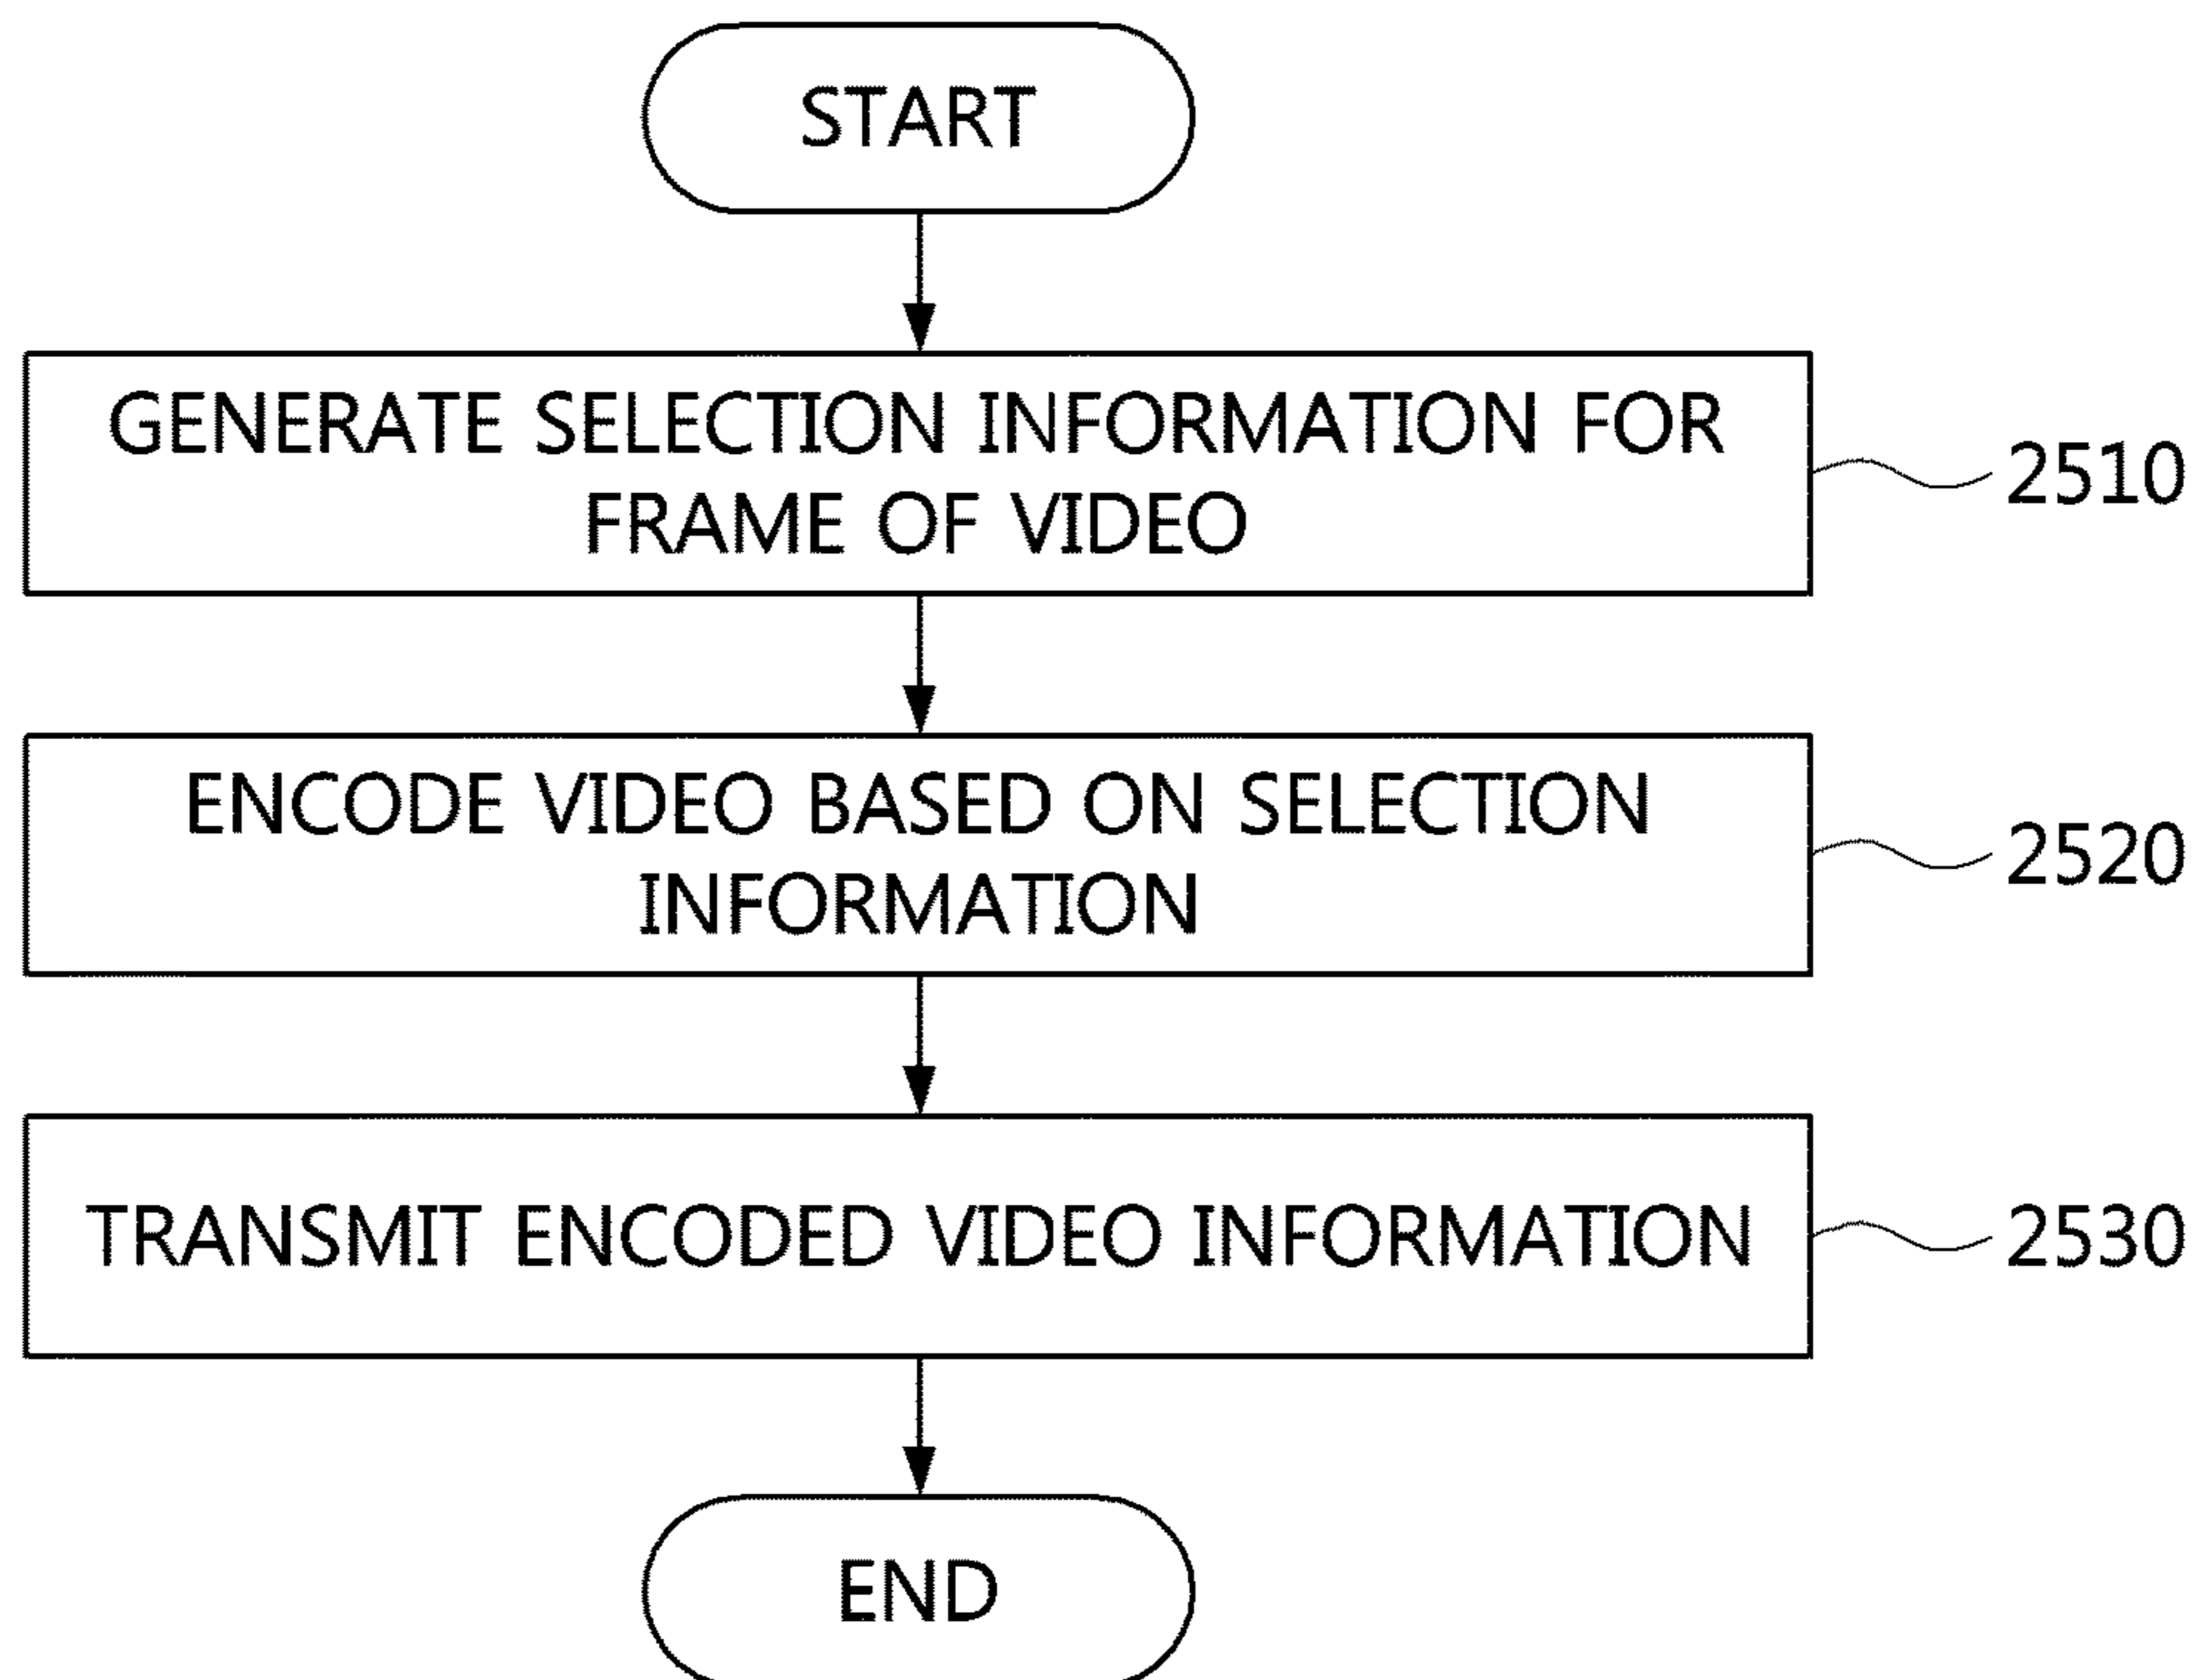 START
GENERATE SELECTION INFORMATION FOR
FRAME OF VIDEO
2510
ENCODE VIDEO BASED ON SELECTION
INFORMATION
2520
TRANSMIT ENCODED VIDEO INFORMATION
2530
END